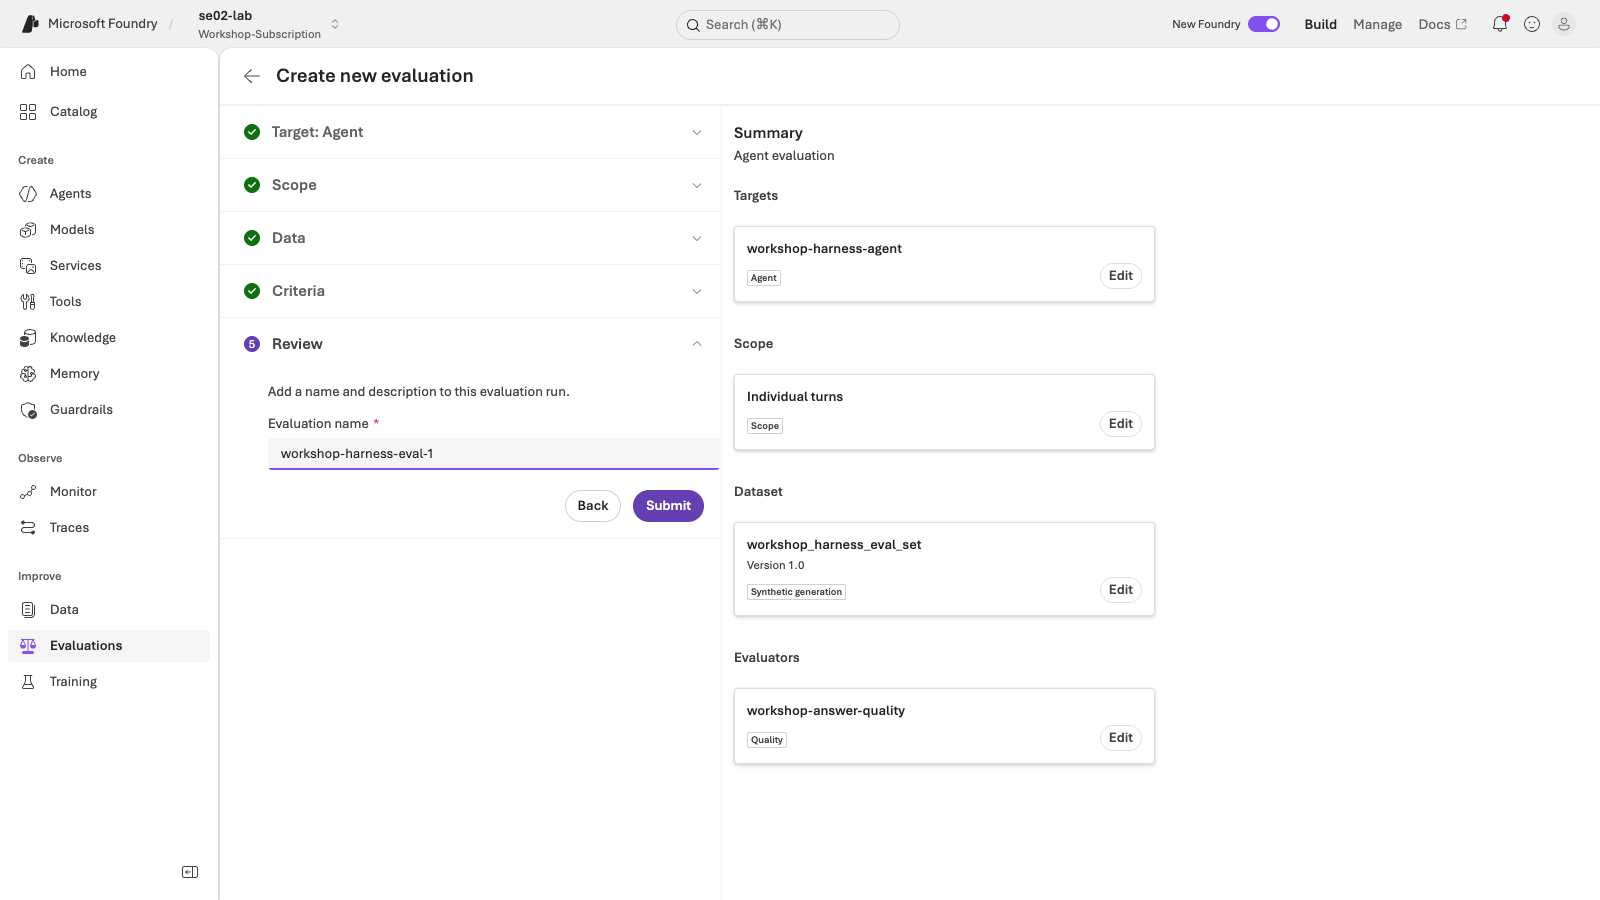 Microsoft Foundry
/
se02-lab
Workshop-Subscription
Search (⌘K)
New Foundry
Build
Manage
Docs
Home
Catalog
Create
Agents
Models
Services
Tools
Knowledge
Memory
Guardrails
Observe
Monitor
Traces
Improve
Data
Evaluations
Training
Create new evaluation
Target: Agent
Scope
Data
Criteria
5
Review
Add a name and description to this evaluation run.
Evaluation name *
workshop-harness-eval-1
Back
Submit
Summary
Agent evaluation
Targets
workshop-harness-agent
Agent
Edit
Scope
Individual turns
Scope
Edit
Dataset
workshop_harness_eval_set
Version 1.0
Synthetic generation
Edit
Evaluators
workshop-answer-quality
Quality
Edit